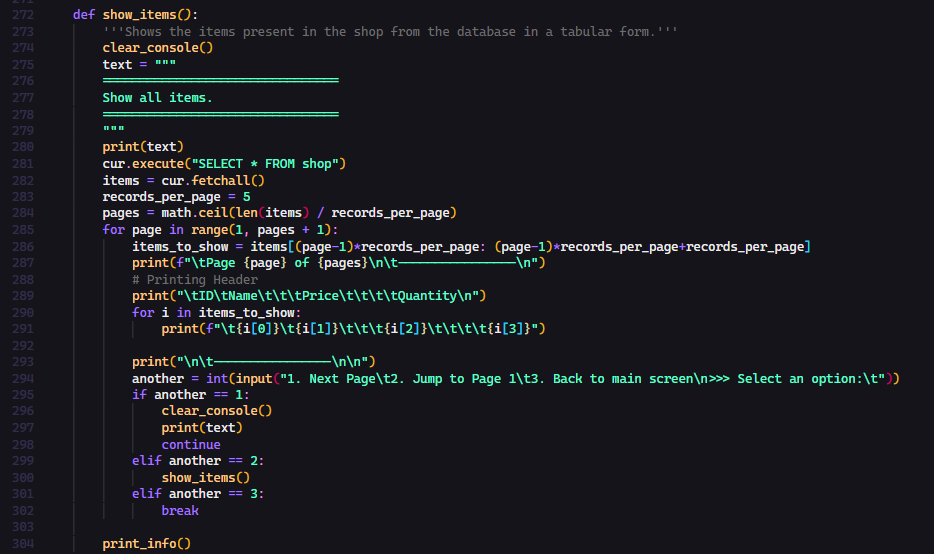 272 def show_items():
273     '''Shows the items present in the shop from the database in a tabular form.'''
274     clear_console()
275     text = """
276     ================================
277     Show all items.
278     ================================
279     """
280     print(text)
281     cur.execute("SELECT * FROM shop")
282     items = cur.fetchall()
283     records_per_page = 5
284     pages = math.ceil(len(items) / records_per_page)
285     for page in range(1, pages + 1):
286         items_to_show = items[(page-1)*records_per_page: (page-1)*records_per_page+records_per_page]
287         print(f"\tPage {page} of {pages}\n\t----------------\n")
288         # Printing Header
289         print("\tID\tName\t\t\tPrice\t\t\t\tQuantity\n")
290         for i in items_to_show:
291             print(f"\t{i[0]}\t{i[1]}\t\t\t{i[2]}\t\t\t\t{i[3]}")
292
293         print("\n\t----------------\n\n")
294         another = int(input("1. Next Page\t2. Jump to Page 1\t3. Back to main screen\n>>> Select an option:\t"))
295         if another == 1:
296             clear_console()
297             print(text)
298             continue
299         elif another == 2:
300             show_items()
301         elif another == 3:
302             break
303
304     print_info()